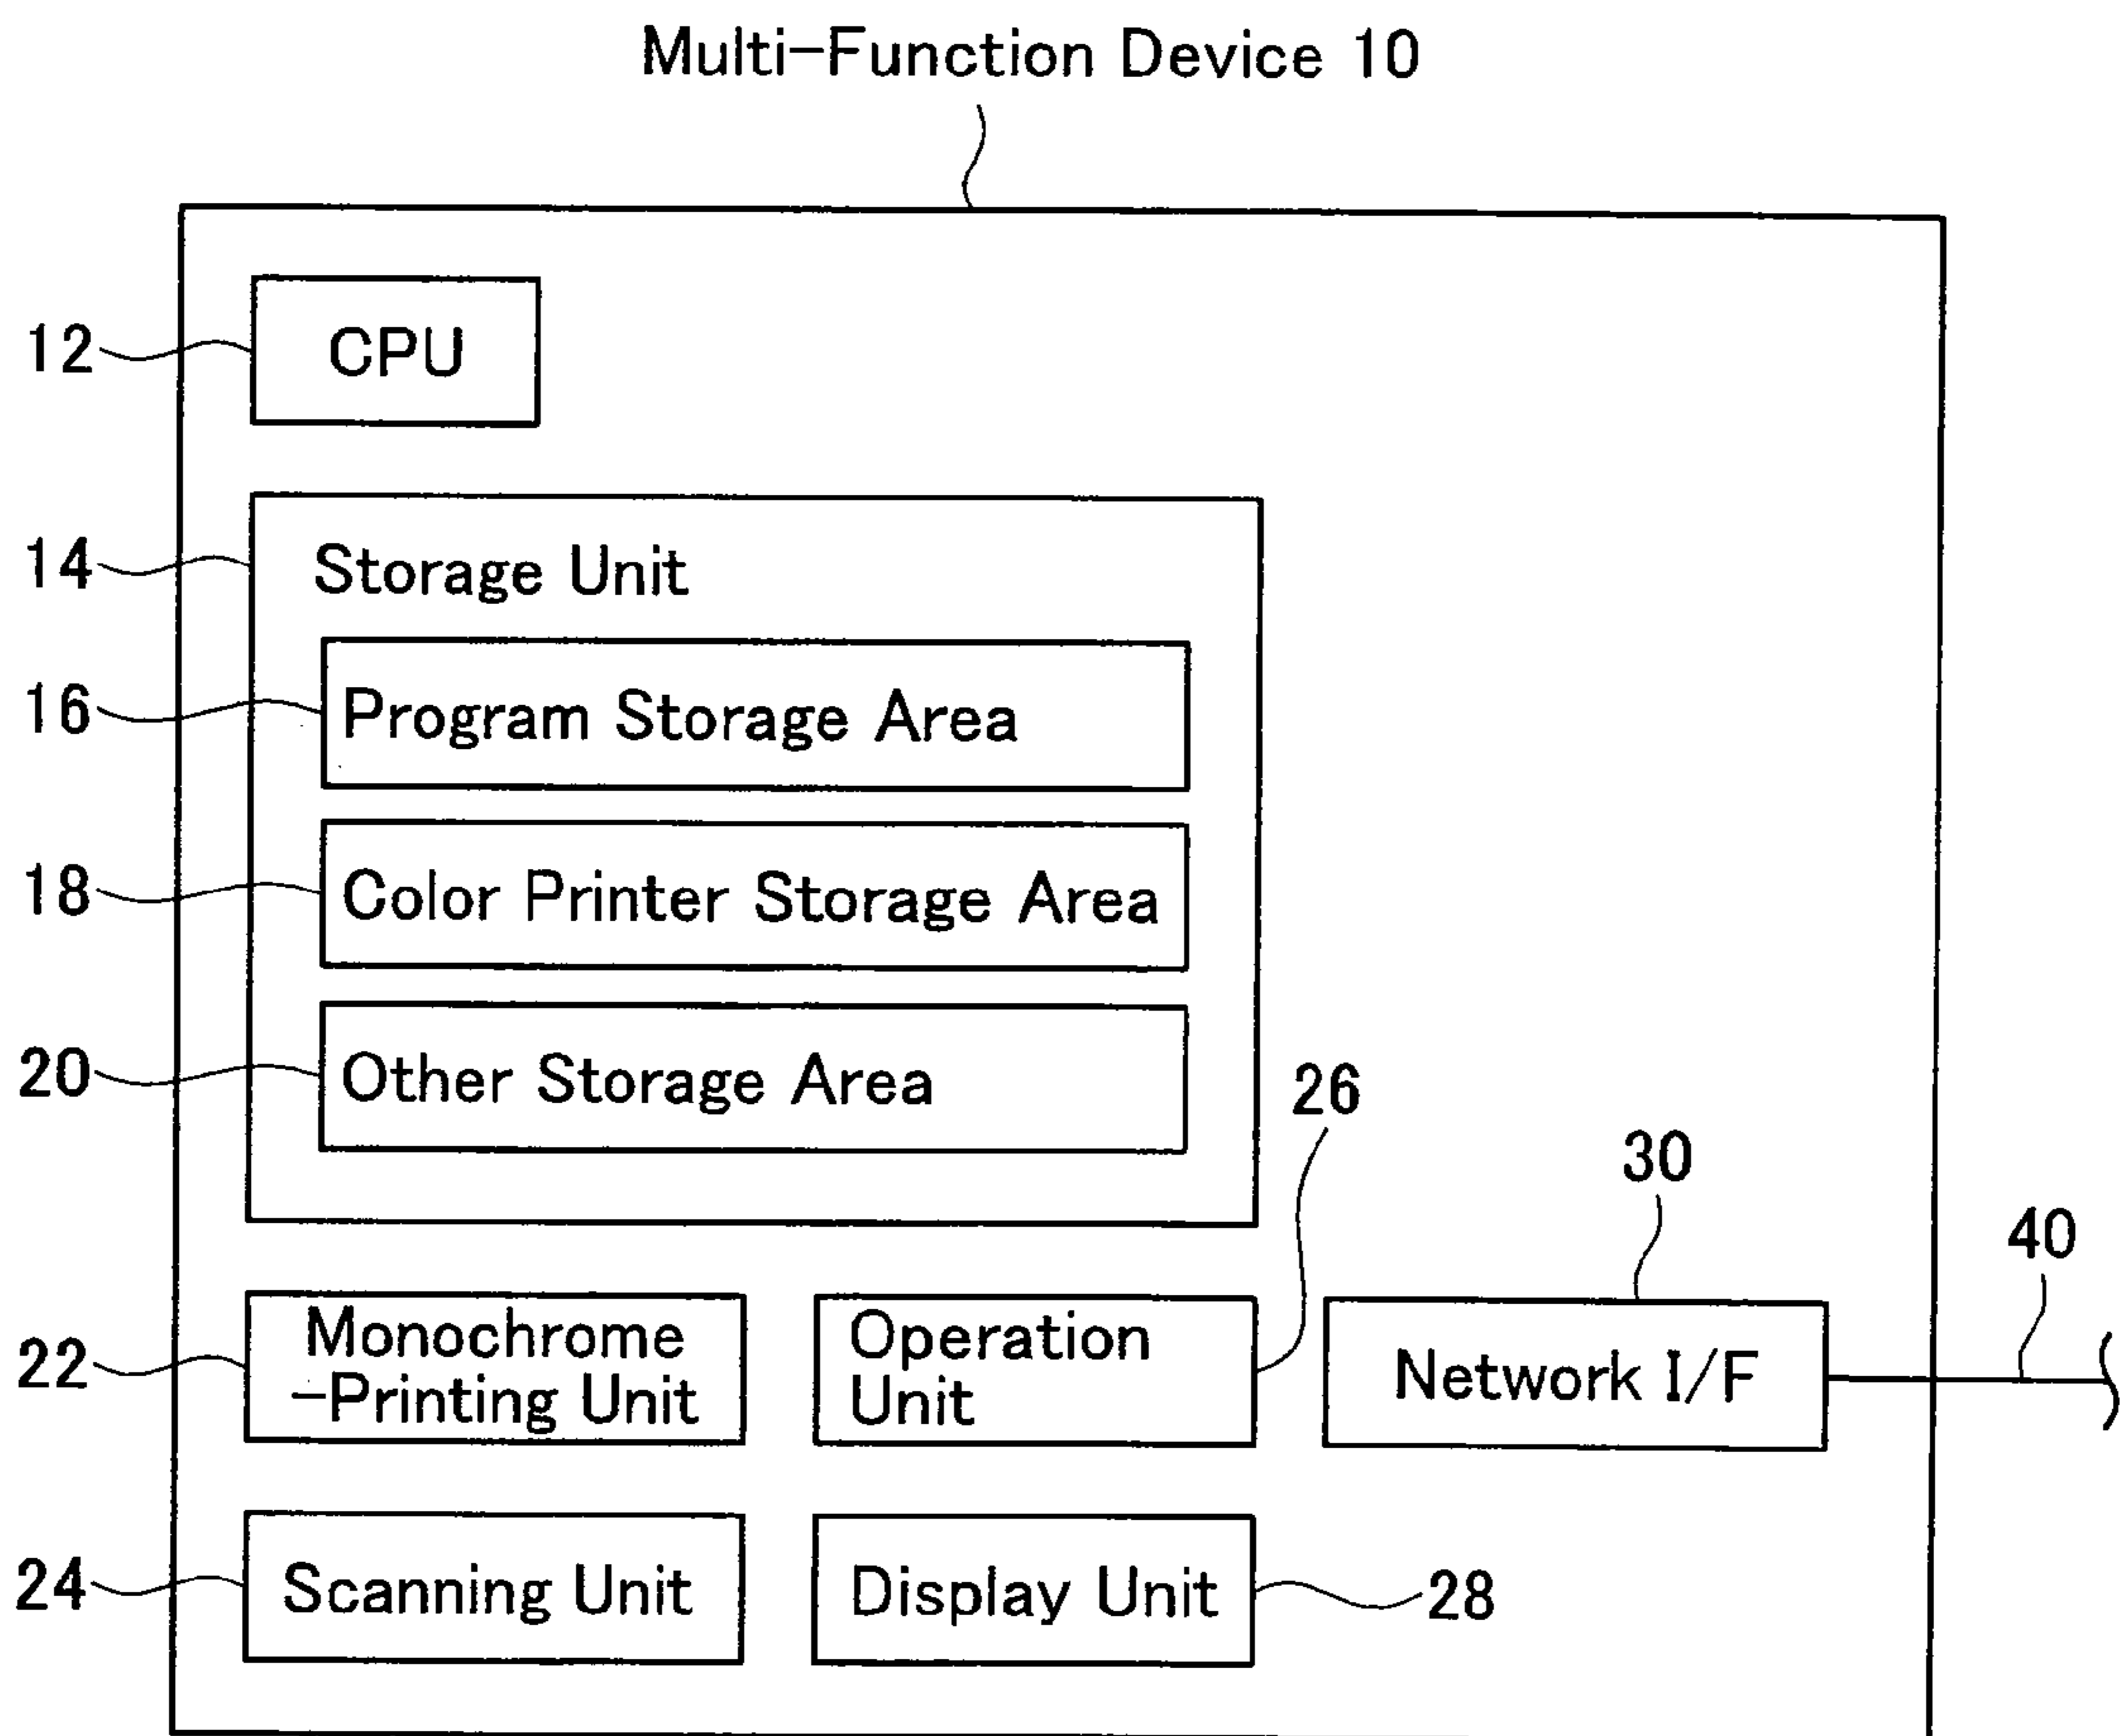 Multi-Function Device 10
12
CPU
14
Storage Unit
16
Program Storage Area
18
Color Printer Storage Area
20
Other Storage Area
26
30
40
22
Monochrome
-Printing Unit
Operation
Unit
Network I/F
24
Scanning Unit
Display Unit
28